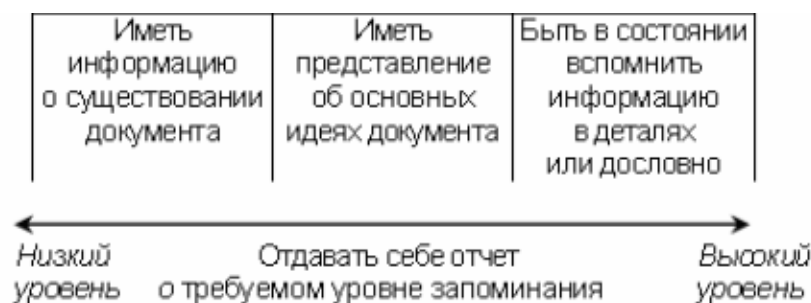 Иметь
информацию
о существовании
документа
Иметь
представление
об основных
идеях документа
Быть в состоянии
вспомнить
информацию
в деталях
или дословно
Низкий
уровень
Отдавать себе отчет
о требуемом уровне запоминания
Высокий
уровень